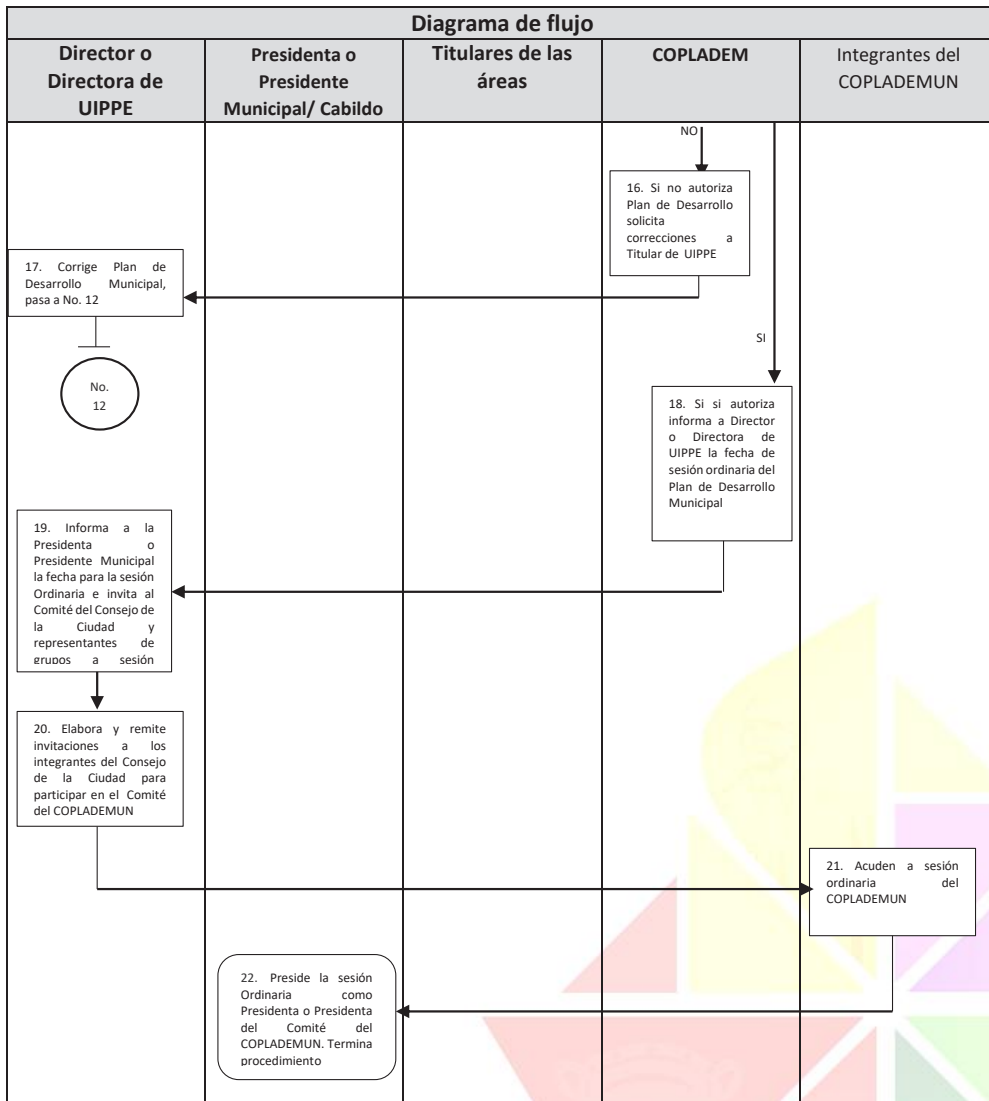 Diagrama de flujo
Director o
Directora de
UIPPE
Presidenta o
Presidente
Municipal/ Cabildo
Titulares de las
áreas
COPLADEM
Integrantes del
COPLADEMUN
NO
16. Si no autoriza
Plan de Desarrollo
solicita
correcciones a
Titular de UIPPE
17. Corrige Plan de
Desarrollo Municipal,
pasa a No. 12
No.
12
SI
18. Si si autoriza
informa a Director
o Directora de
UIPPE la fecha de
sesión ordinaria del
Plan de Desarrollo
Municipal
19. Informa a la
Presidenta o
Presidente Municipal
la fecha para la sesión
Ordinaria e invita al
Comité del Consejo de
la Ciudad y
representantes de
grupos a sesión
20. Elabora y remite
invitaciones a los
integrantes del Consejo
de la Ciudad para
participar en el Comité
del COPLADEMUN
21. Acuden a sesión
ordinaria del
COPLADEMUN
22. Preside la sesión
Ordinaria como
Presidenta o Presidenta
del Comité del
COPLADEMUN. Termina
procedimiento